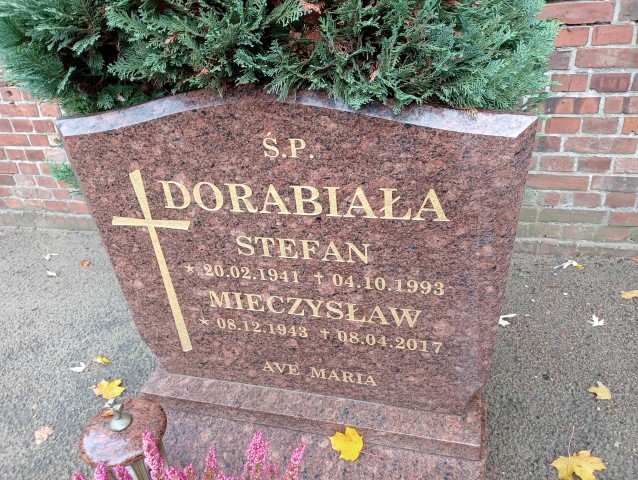 Ś.P.
DORABIAŁA
STEFAN
* 20.02.1941 † 04.10.1993
MIECZYSŁAW
* 08.12.1943 † 08.04.2017
AVE MARIA